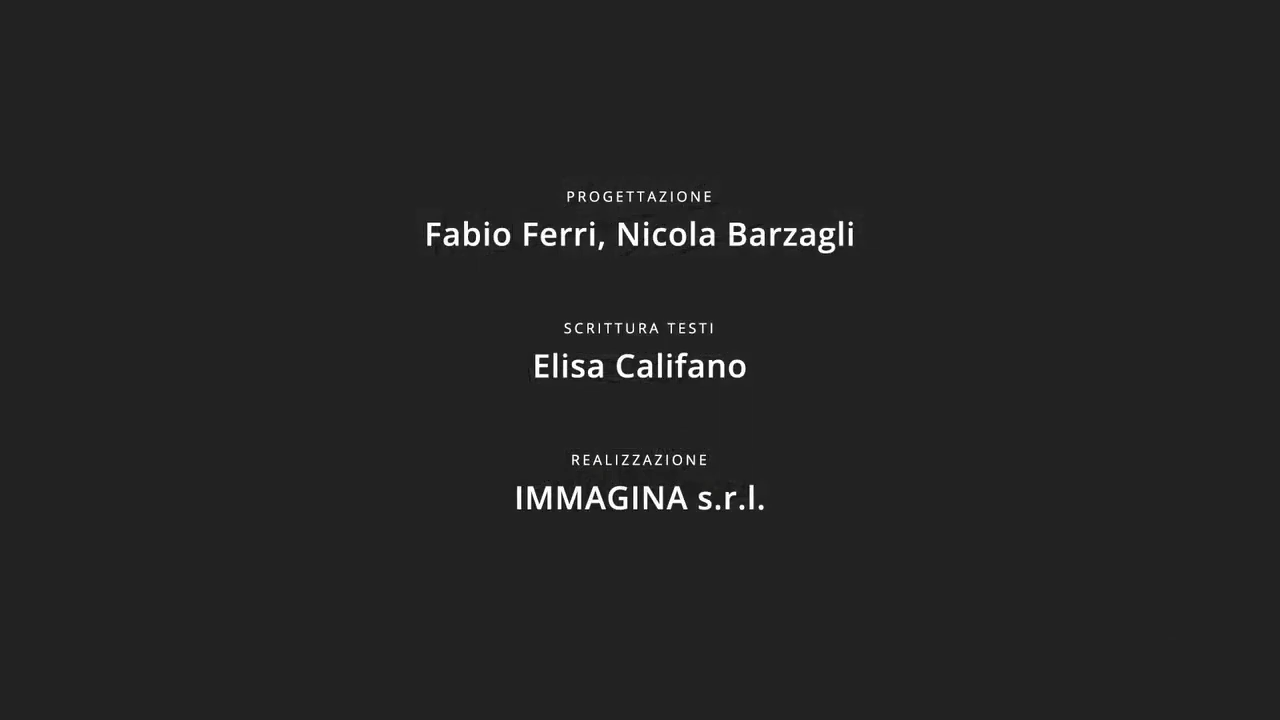 PROGETTAZIONE
Fabio Ferri, Nicola Barzagli
SCRITTURA TESTI
Elisa Califano
REALIZZAZIONE
IMMAGINA s.r.l.